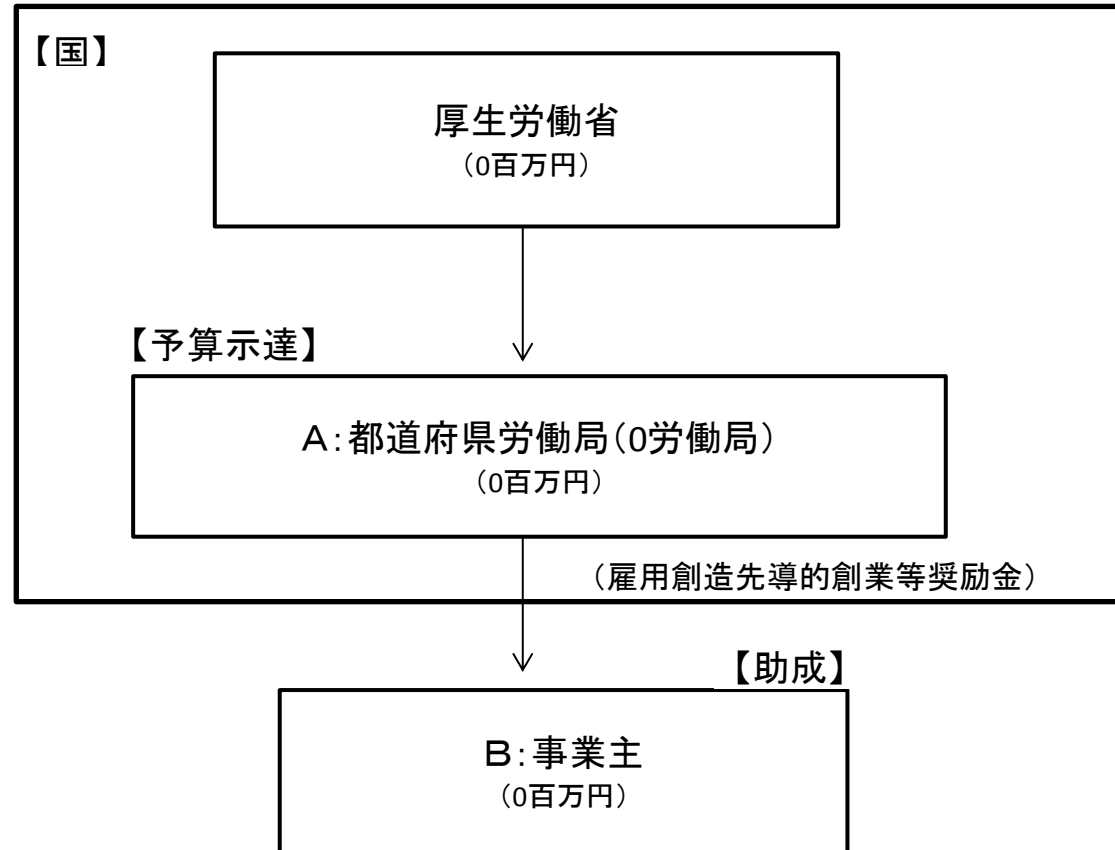 【国】
厚生労働省
（0百万円）
【予算示達】
A：都道府県労働局（0労働局）
（0百万円）
（雇用創造先導的創業等奨励金）
【助成】
B：事業主
（0百万円）